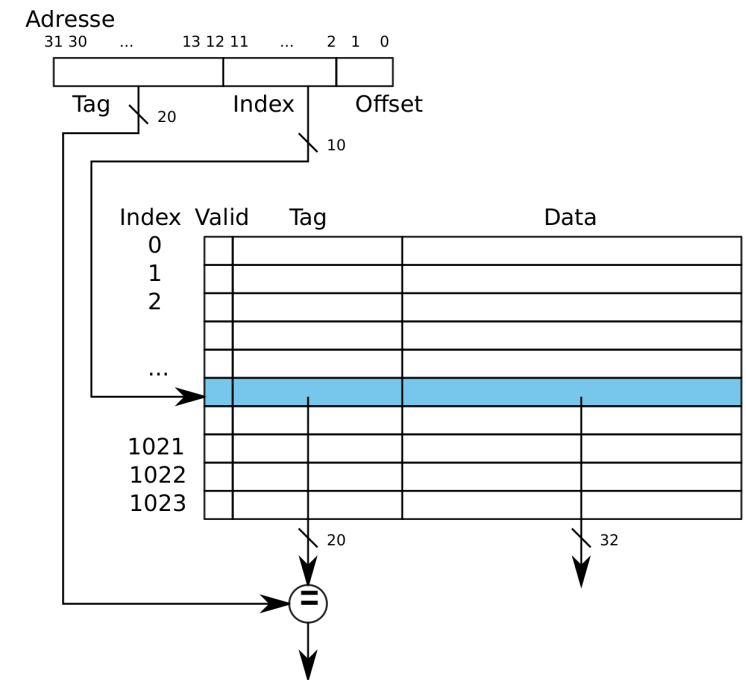 Adresse
31 30 ... 13 12 11 ... 2 1 0
Tag Index Offset
20
10
Index Valid Tag Data
0
1
2
...
1021
1022
1023
20 32
=